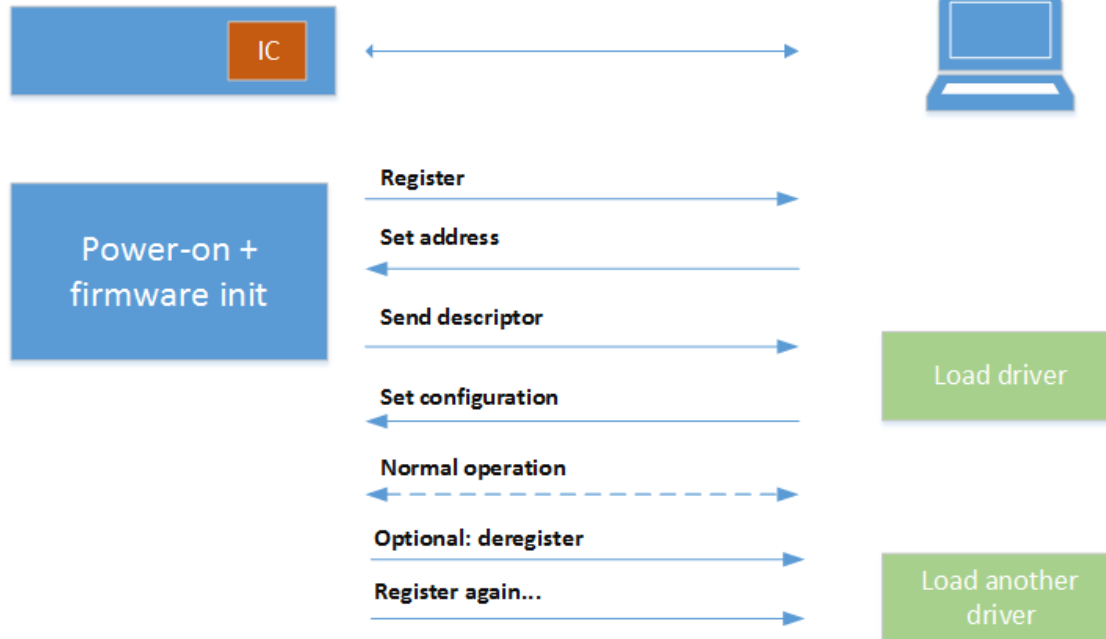 IC
Register
Power-on +
firmware init
Set address
Send descriptor
Load driver
Set configuration
Normal operation
Optional: deregister
Register again...
Load another
driver